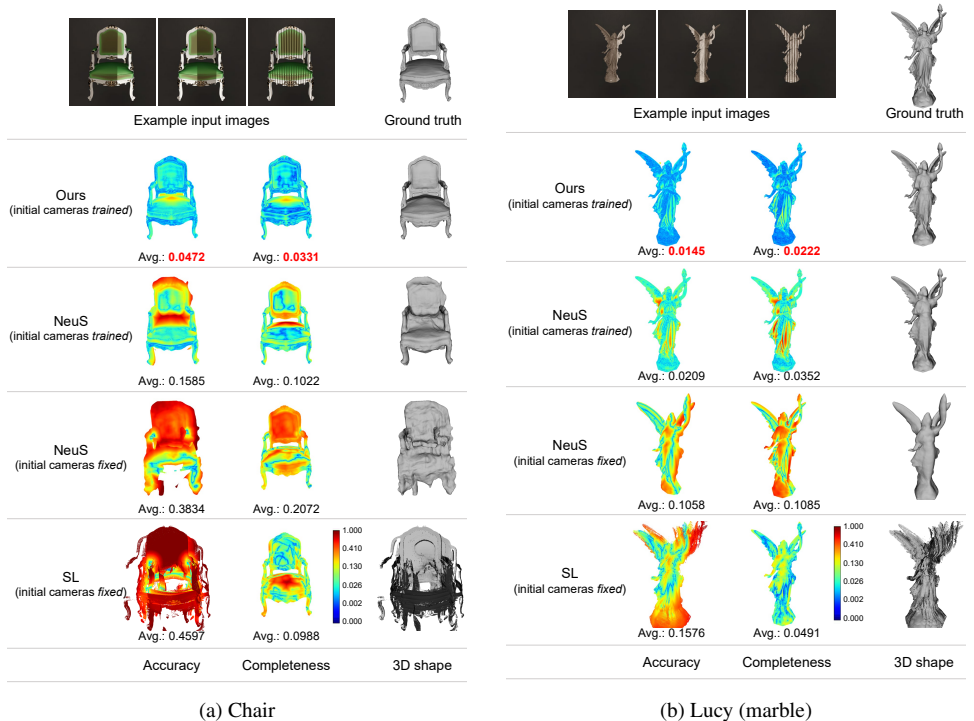 Example input images
Ground truth
Ours
(initial cameras trained)
Avg.: 0.0472
Avg.: 0.0331
NeuS
(initial cameras trained)
Avg.: 0.1585
Avg.: 0.1022
NeuS
(initial cameras fixed)
Avg.: 0.3834
Avg.: 0.2072
SL
(initial cameras fixed)
1.000
0.410
0.130
0.030
0.002
0.000
Avg.: 0.4597
Avg.: 0.0988
Accuracy
Completeness
3D shape
(a) Chair
Example input images
Ground truth
Ours
(initial cameras trained)
Avg.: 0.0145
Avg.: 0.0222
NeuS
(initial cameras trained)
Avg.: 0.0209
Avg.: 0.0352
NeuS
(initial cameras fixed)
Avg.: 0.1058
Avg.: 0.1085
SL
(initial cameras fixed)
1.000
0.410
0.130
0.030
0.002
0.000
Avg.: 0.1576
Avg.: 0.0491
Accuracy
Completeness
3D shape
(b) Lucy (marble)